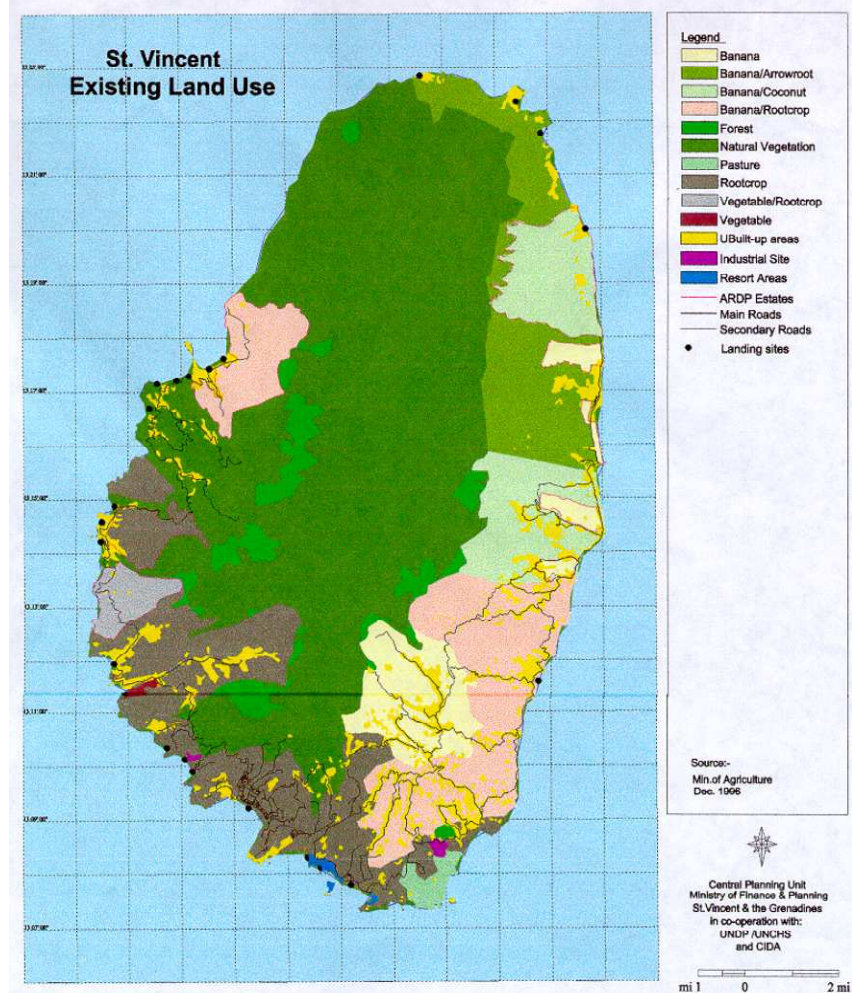 St. Vincent
Existing Land Use
Legend
Banana
Banana/Arrowroot
Banana/Coconut
Banana/Rootcrop
Forest
Natural Vegetation
Pasture
Rootcrop
Vegetable/Rootcrop
Vegetable
UBuilt-up areas
Industrial Site
Resort Areas
ARDP Estates
Main Roads
Secondary Roads
Landing sites
Source:-
Min.of Agriculture
Dec. 1996
Central Planning Unit
Ministry of Finance & Planning
St.Vincent & the Grenadines
in co-operation with:
UNDP /UNCHS
and CIDA
mi 1 0 2 mi